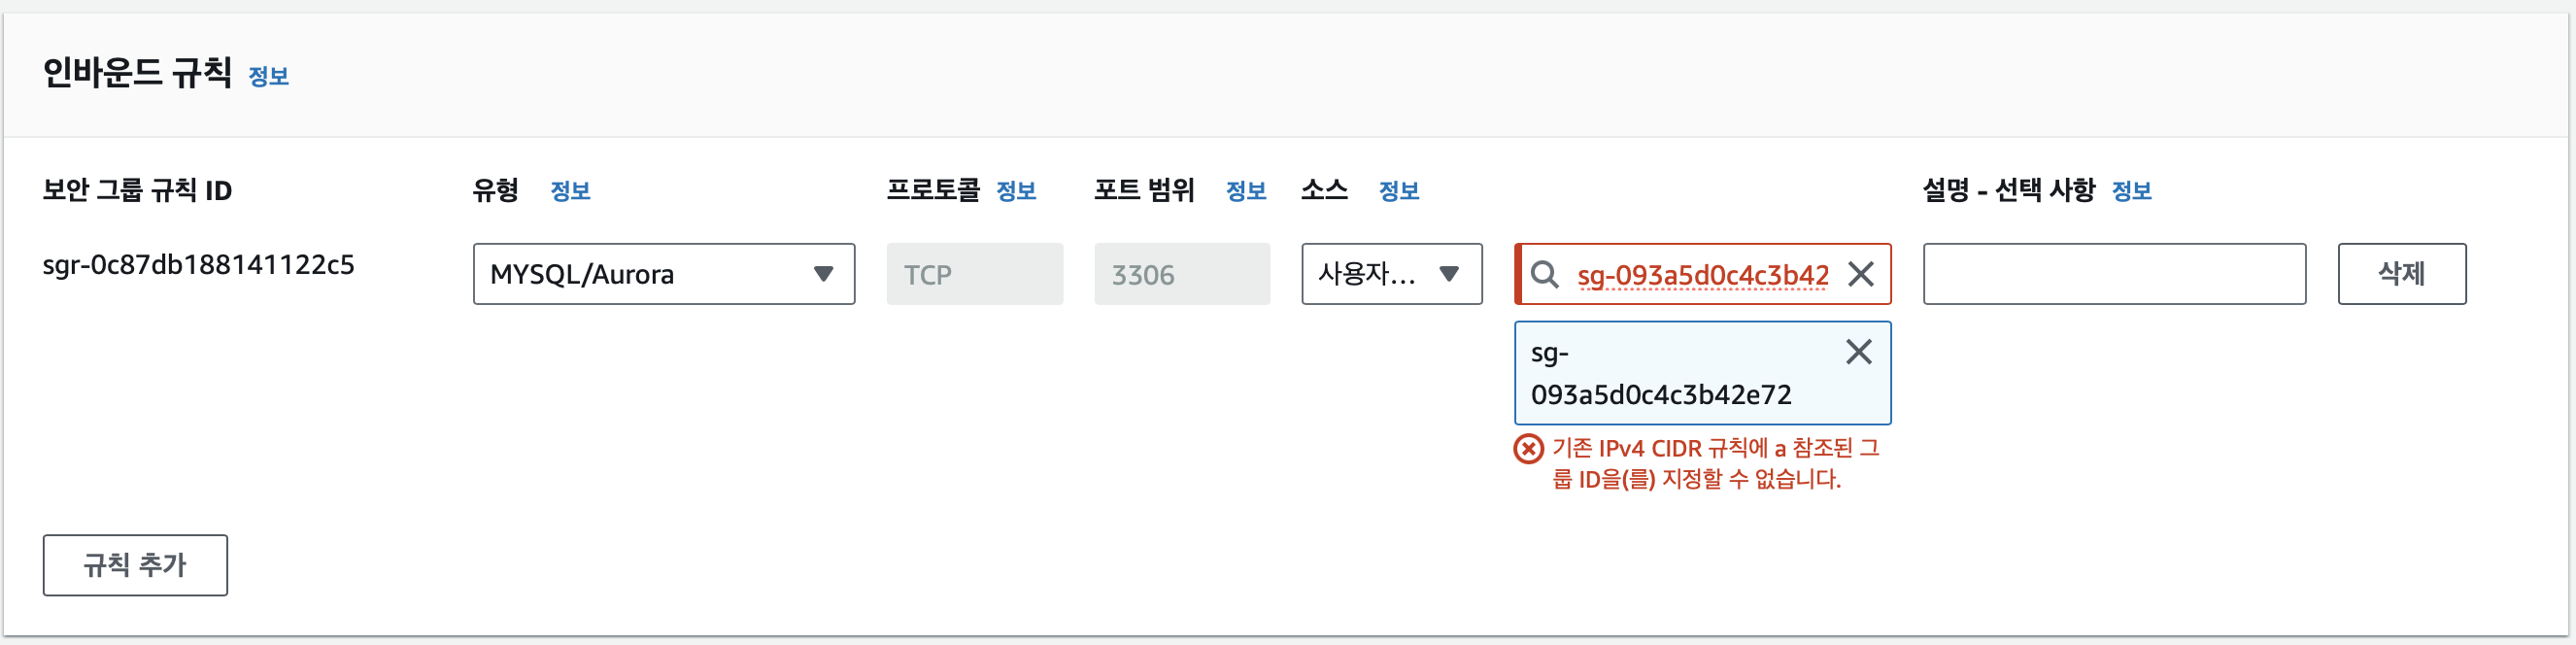 인바운드 규칙 정보
보안 그룹 규칙 ID 유형 정보 프로토콜 정보 포트 범위 정보 소스 정보 설명 - 선택 사항 정보
sgr-0c87db188141122c5 MYSQL/Aurora TCP 3306 사용자... sg-093a5d0c4c3b42 삭제
sg-
093a5d0c4c3b42e72
기존 IPv4 CIDR 규칙에 a 참조된 그
룹 ID을(를) 지정할 수 없습니다.
규칙 추가